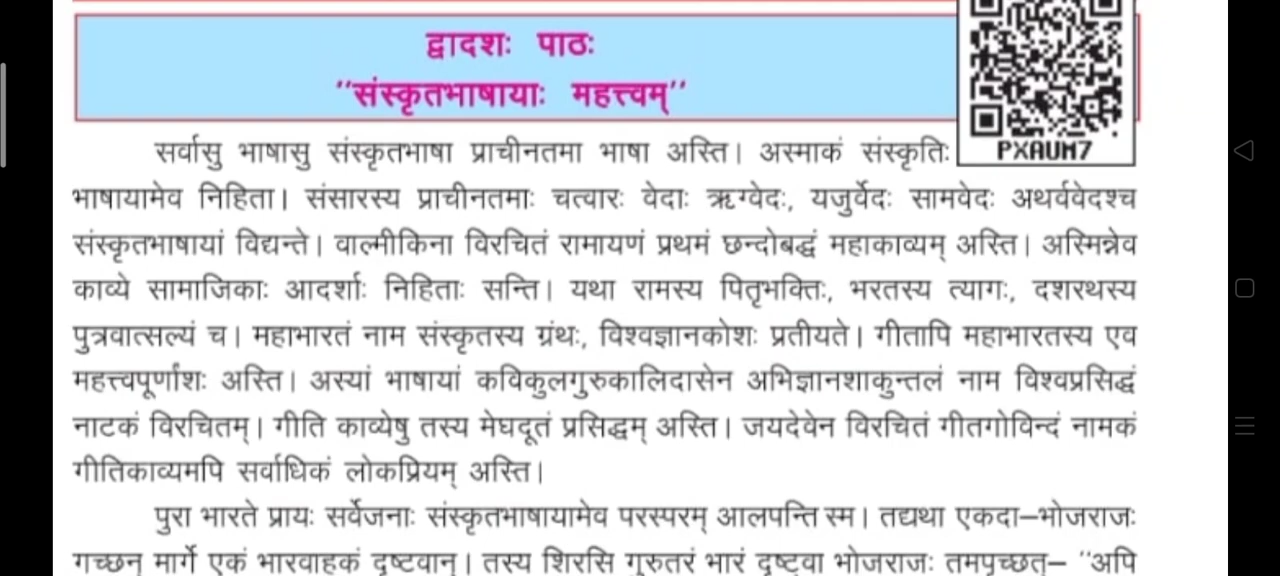 द्वादशः पाठः
"संस्कृतभाषायाः महत्त्वम्"
PXAUM7
सर्वासु भाषासु संस्कृतभाषा प्राचीनतमा भाषा अस्ति। अस्माकं संस्कृतिः
भाषायामेव निहिता। संसारस्य प्राचीनतमाः चत्वारः वेदाः ऋग्वेदः, यजुर्वेदः सामवेदः अथर्ववेदश्च
संस्कृतभाषायां विद्यन्ते। वाल्मीकिना विरचितं रामायणं प्रथमं छन्दोबद्धं महाकाव्यम् अस्ति। अस्मिन्नेव
काव्ये सामाजिकाः आदर्शाः निहिताः सन्ति। यथा रामस्य पितृभक्तिः, भरतस्य त्यागः, दशरथस्य
पुत्रवात्सल्यं च। महाभारतं नाम संस्कृतस्य ग्रंथः, विश्वज्ञानकोशः प्रतीयते। गीतापि महाभारतस्य एव
महत्त्वपूर्णांशः अस्ति। अस्यां भाषायां कविकुलगुरुकालिदासेन अभिज्ञानशाकुन्तलं नाम विश्वप्रसिद्धं
नाटकं विरचितम्। गीति काव्येषु तस्य मेघदूतं प्रसिद्धम् अस्ति। जयदेवेन विरचितं गीतगोविन्दं नामकं
गीतिकाव्यमपि सर्वाधिकं लोकप्रियम् अस्ति।
पुरा भारते प्रायः सर्वेजनाः संस्कृतभाषायामेव परस्परम् आलपन्ति स्म। तद्यथा एकदा–भोजराजः
गच्छन् मार्गे एकं भारवाहकं दृष्टवान्। तस्य शिरसि गुरुतरं भारं दृष्ट्वा भोजराजः तमपृच्छत्– "अपि